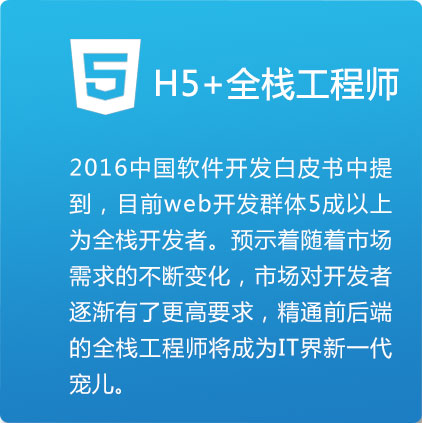 5
H5+全栈工程师
2016中国软件开发白皮书中提
到，目前web开发群体5成以上
为全栈开发者。预示着随着市场
需求的不断变化，市场对开发者
逐渐有了更高要求，精通前后端
的全栈工程师将成为IT界新一代
宠儿。